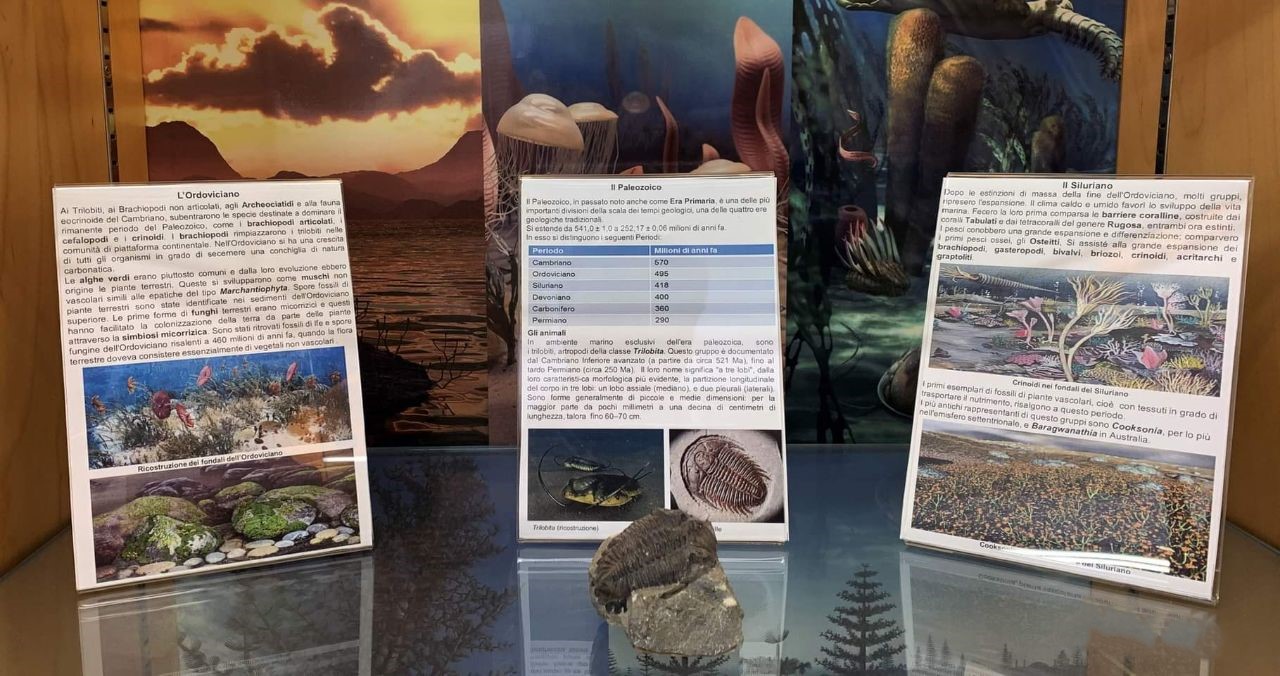 L'Ordoviciano
Ai Trilobiti, ai Brachiopodi non articolati, agli Archeociatidi e alla fauna
eocrinoide del Cambriano, subentrarono le specie destinate a dominare il
rimanente periodo del Paleozoico, come i brachiopodi articolati, i
cefalopodi e i crinoidi. I brachiopodi rimpiazzarono i trilobiti nelle
comunità di piattaforma continentale. Nell'Ordoviciano si ha una crescita
di tutti gli organismi in grado di secernere una conchiglia di natura
carbonatica.
Le alghe verdi erano piuttosto comuni e dalla loro evoluzione ebbero
origine le piante terrestri. Queste si svilupparono come muschi non
vascolari simili alle epatiche del tipo Marchantiophyta. Spore fossili di
piante terrestri sono state identificate nei sedimenti dell'Ordoviciano
superiore. Le prime forme di funghi terrestri erano micorrizici e questi
hanno facilitato la colonizzazione della terra da parte delle piante
attraverso la simbiosi micorrizica. Sono stati ritrovati fossili di ife e spore
fungine dell'Ordoviciano risalenti a 460 milioni di anni fa, quando la flora
terrestre doveva consistere essenzialmente di vegetali non vascolari.
Ricostruzione dei fondali dell'Ordoviciano
Il Paleozoico
Il Paleozoico, in passato noto anche come Era Primaria, è una delle più
importanti divisioni della scala dei tempi geologici, una delle quattro ere
geologiche tradizionali.
Si estende da 541,0 ± 1,0 a 252,17 ± 0,06 milioni di anni fa.
In esso si distinguono i seguenti Periodi:
Periodo Milioni di anni fa
Cambriano 570
Ordoviciano 495
Siluriano 418
Devoniano 400
Carbonifero 360
Permiano 290
Gli animali
In ambiente marino esclusivi dell'era paleozoica, sono
i trilobiti, artropodi della classe Trilobita. Questo gruppo è documentato
dal Cambriano Inferiore avanzato (a partire da circa 521 Ma), fino al
tardo Permiano (circa 250 Ma). Il loro nome significa "a tre lobi", dalla
loro caratteristi-ca morfologica più evidente, la partizione longitudinale
del corpo in tre lobi: un lobo assiale (mediano), e due pleurali (laterali).
Sono forme generalmente di piccole e medie dimensioni: per la
maggior parte da pochi millimetri a una decina di centimetri di
lunghezza, talora fino 60–70 cm.
Trilobita (ricostruzione)
Il Siluriano
Dopo le estinzioni di massa della fine dell'Ordoviciano, molti gruppi,
ripresero l'espansione. Il clima caldo e umido favorì lo sviluppo della vita
marina. Fecero la loro prima comparsa le barriere coralline, costruite dai
coralli Tabulati e dai tetracoralli del genere Rugosa, entrambi ora estinti.
I pesci conobbero una grande espansione e differenziazione; comparvero
i primi pesci ossei, gli Osteitti. Si assisté alla grande espansione dei
brachiopodi, gasteropodi, bivalvi, briozoi, crinoidi, acritarchi e
graptoliti.
Crinoidi nei fondali del Siluriano
I primi esemplari di fossili di piante vascolari, cioè con tessuti in grado di
trasportare il nutrimento, risalgono a questo periodo.
I più antichi rappresentanti di questo gruppo sono Cooksonia, per lo più
nell'emisfero settentrionale, e Baragwanathia in Australia.
del Siluriano